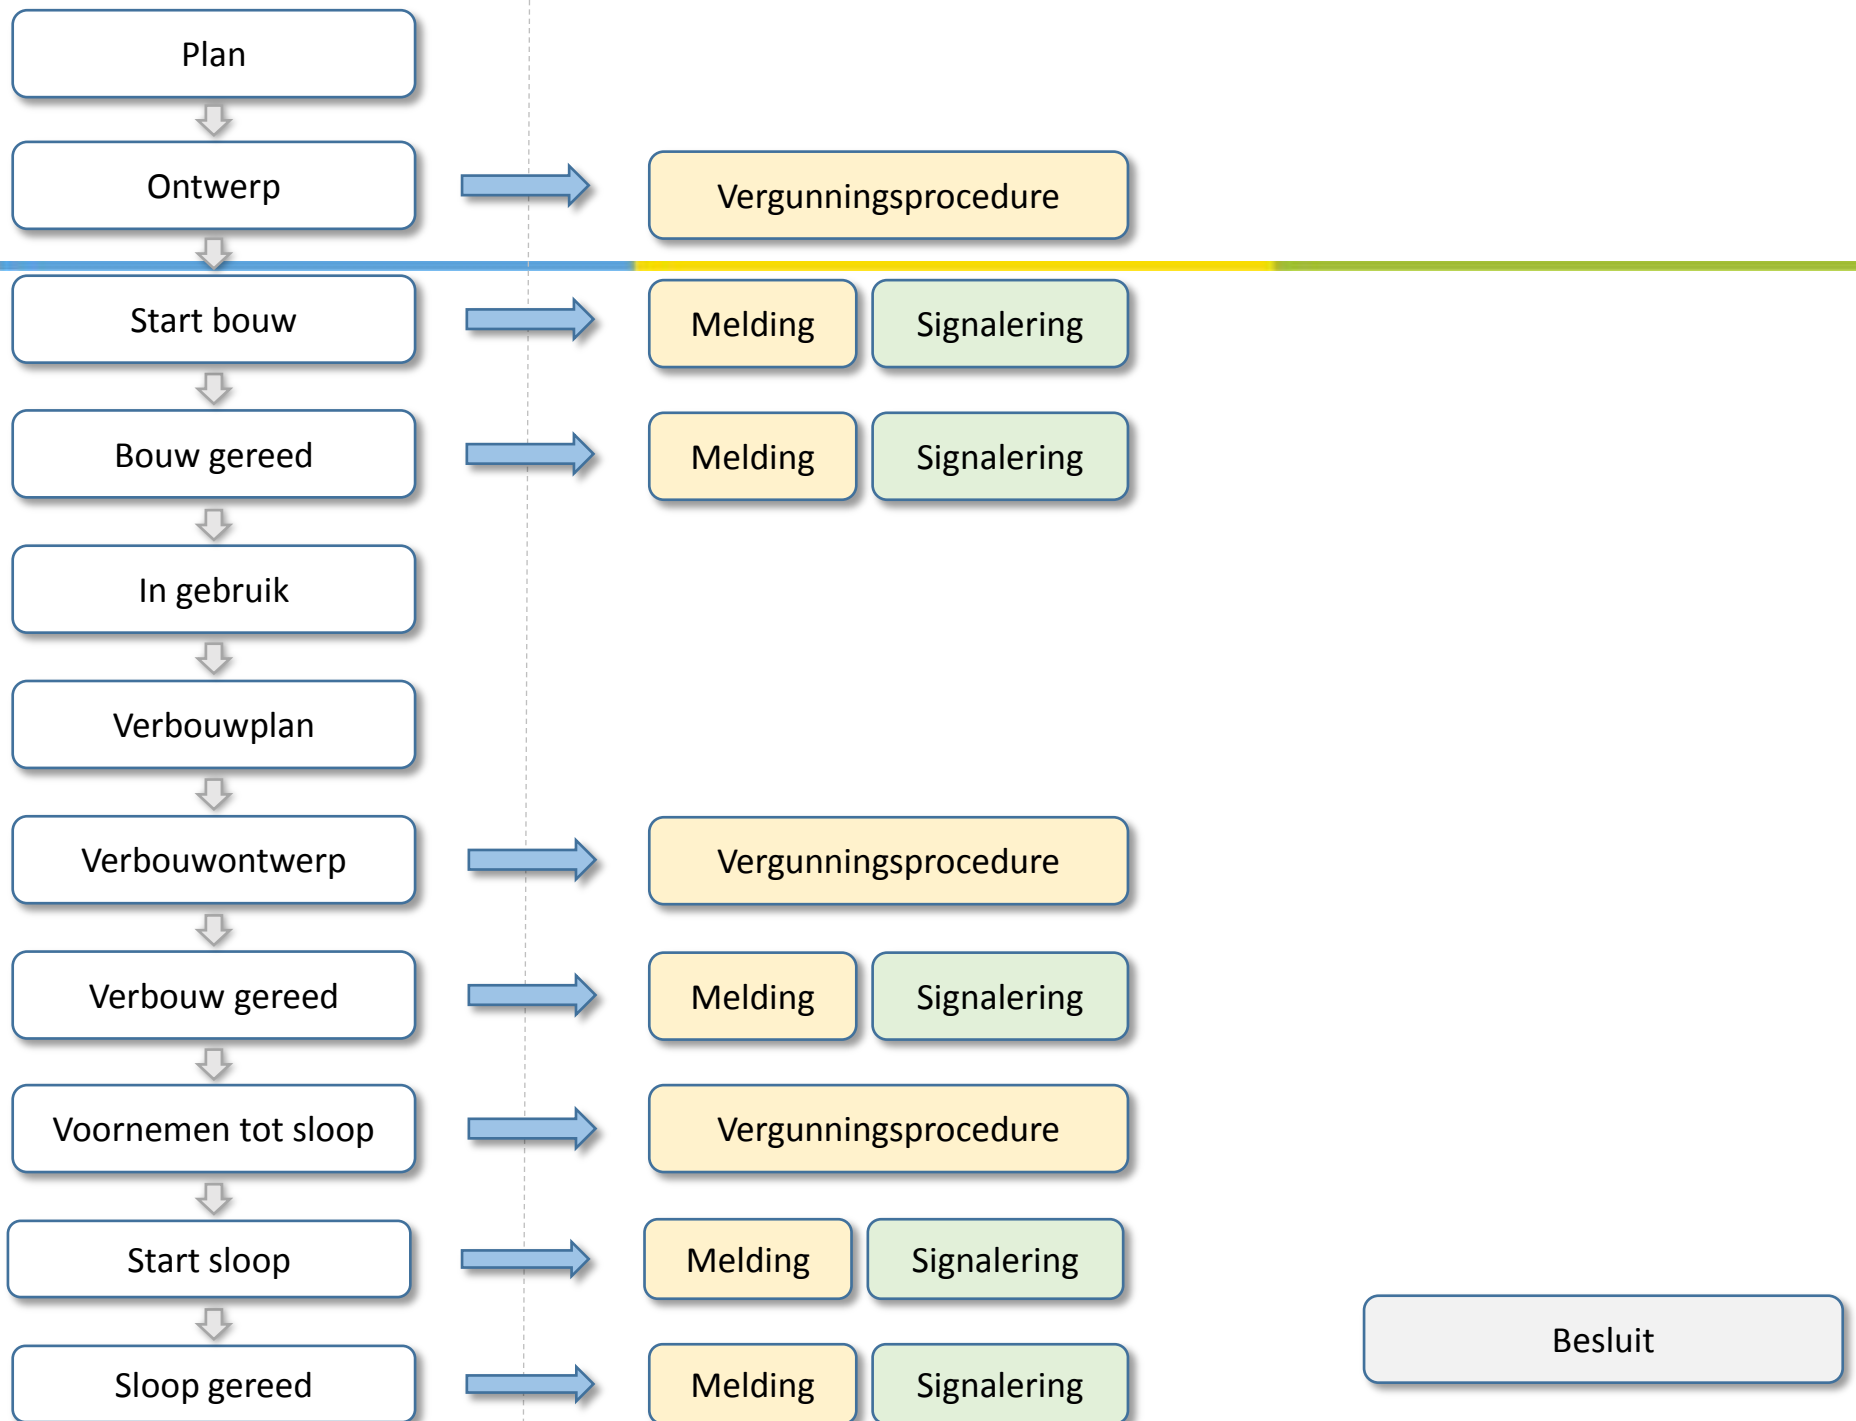 Plan
Ontwerp
Vergunningsprocedure
Start bouw
Melding
Signalering
Bouw gereed
Melding
Signalering
In gebruik
Verbouwplan
Verbouwontwerp
Vergunningsprocedure
Verbouw gereed
Melding
Signalering
Voornemen tot sloop
Vergunningsprocedure
Start sloop
Melding
Signalering
Besluit
Sloop gereed
Melding
Signalering